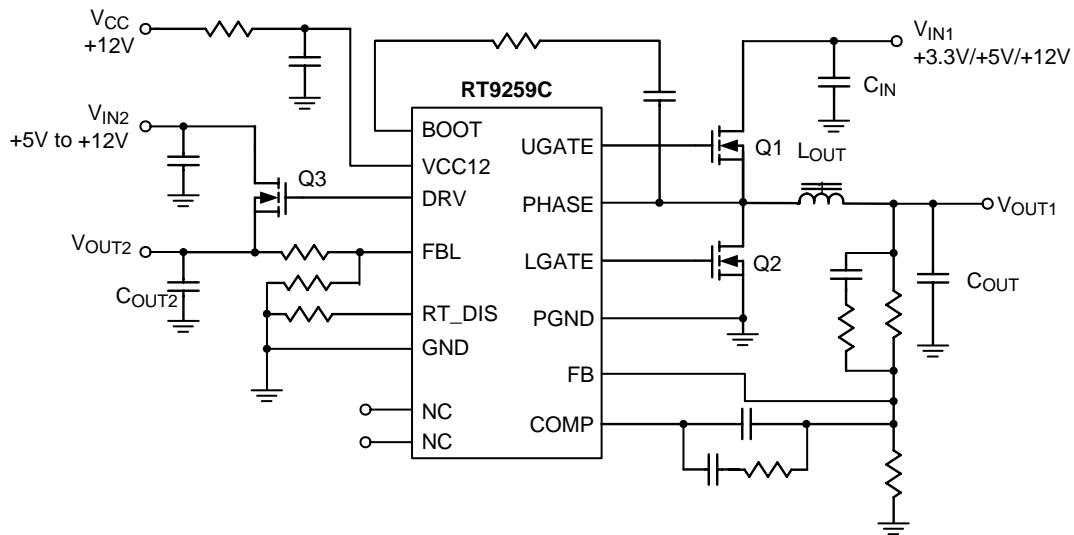 VCC
+12V
VIN1
+3.3V/+5V/+12V
CIN
RT9259C
VIN2
+5V to +12V
BOOT
UGATE
Q1
LOUT
VCC12
Q3
DRV
PHASE
VOUT1
VOUT2
FBL
LGATE
Q2
COUT2
COUT
RT_DIS
PGND
GND
FB
NC
COMP
NC